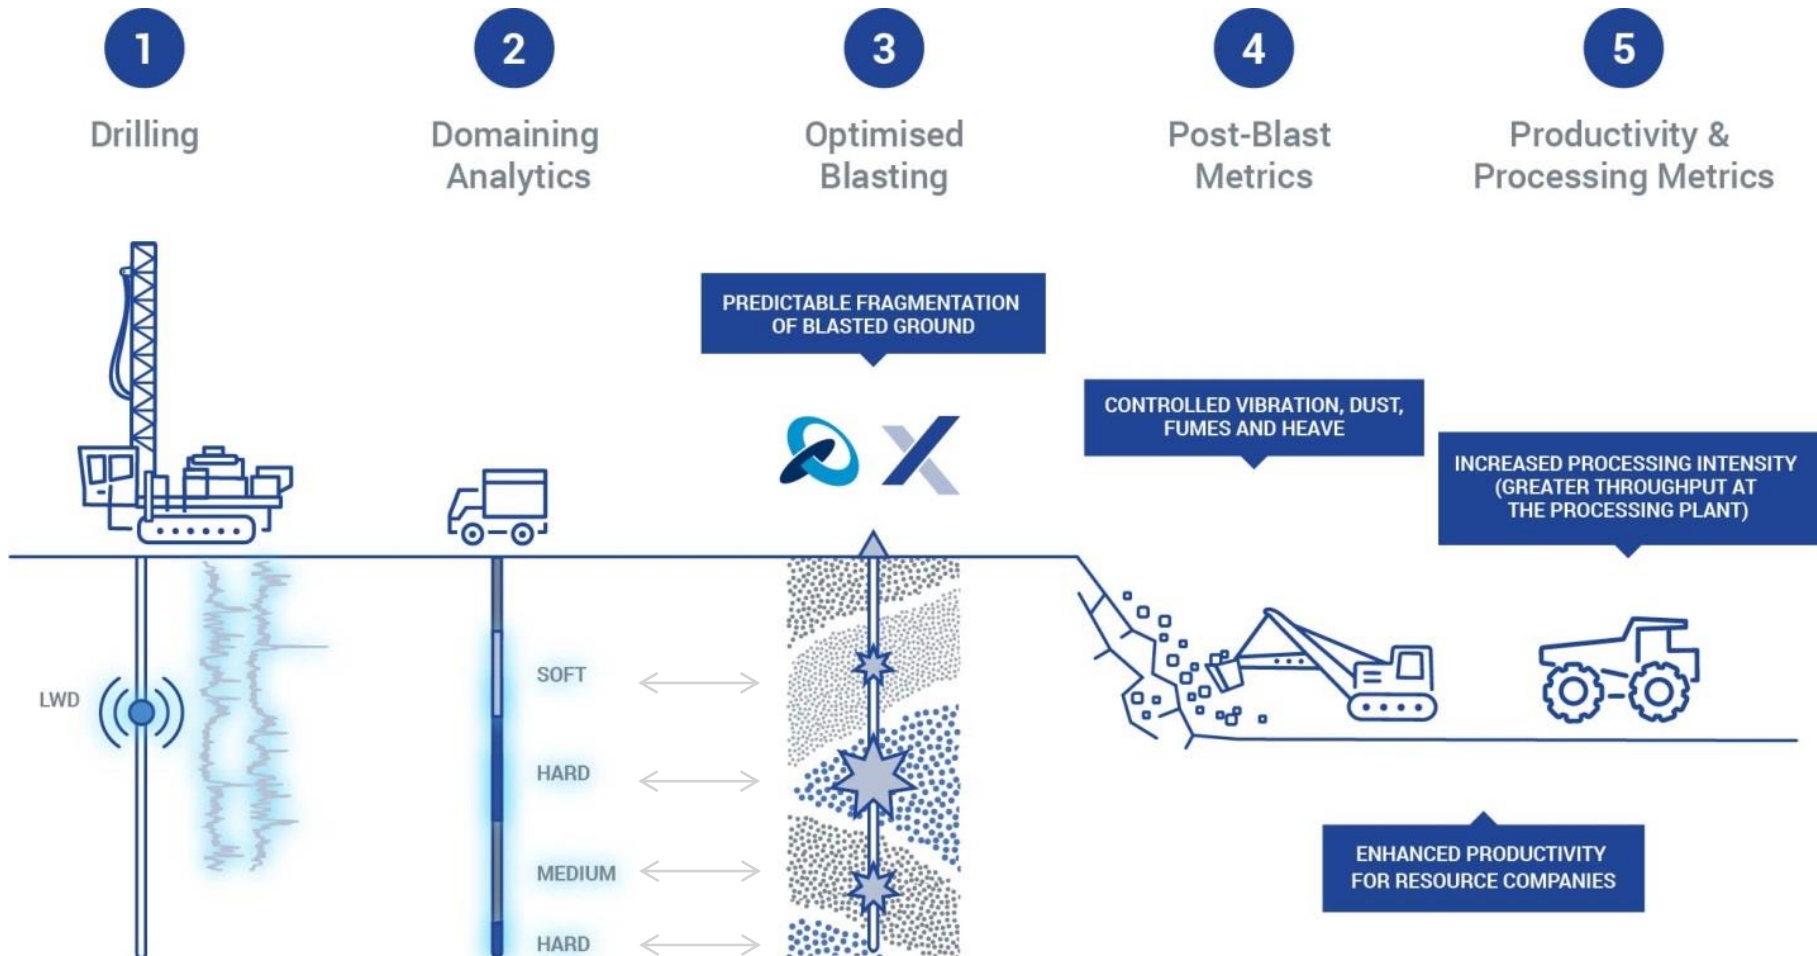 1
Drilling
2
Domaining
Analytics
3
Optimised
Blasting
4
Post-Blast
Metrics
5
Productivity &
Processing Metrics
PREDICTABLE FRAGMENTATION
OF BLASTED GROUND
CONTROLLED VIBRATION, DUST,
FUMES AND HEAVE
INCREASED PROCESSING INTENSITY
(GREATER THROUGHPUT AT
THE PROCESSING PLANT)
LWD
SOFT
HARD
MEDIUM
HARD
ENHANCED PRODUCTIVITY
FOR RESOURCE COMPANIES